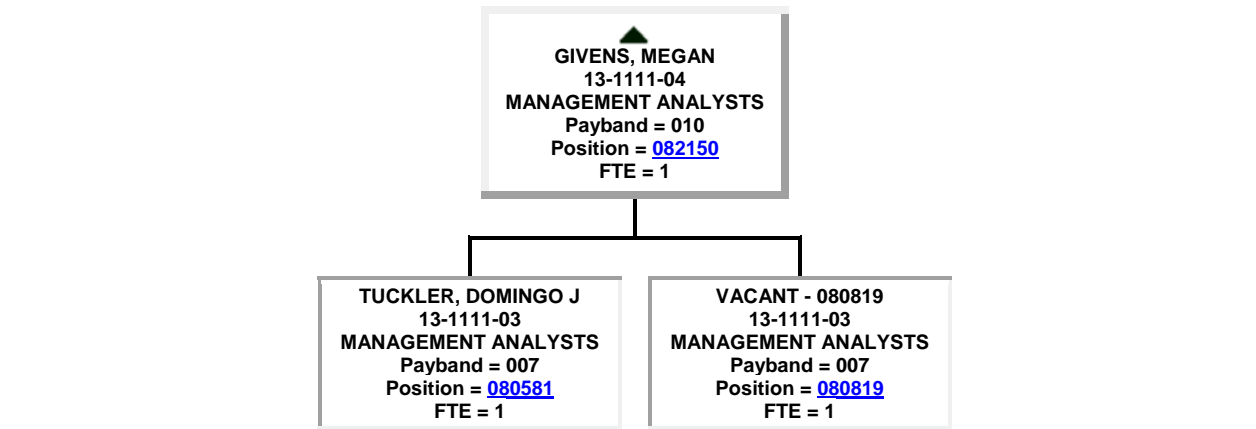 GIVENS, MEGAN
13-1111-04
MANAGEMENT ANALYSTS
Payband = 010
Position = 082150
FTE = 1
TUCKLER, DOMINGO J
13-1111-03
MANAGEMENT ANALYSTS
Payband = 007
Position = 080581
FTE = 1
VACANT - 080819
13-1111-03
MANAGEMENT ANALYSTS
Payband = 007
Position = 080819
FTE = 1